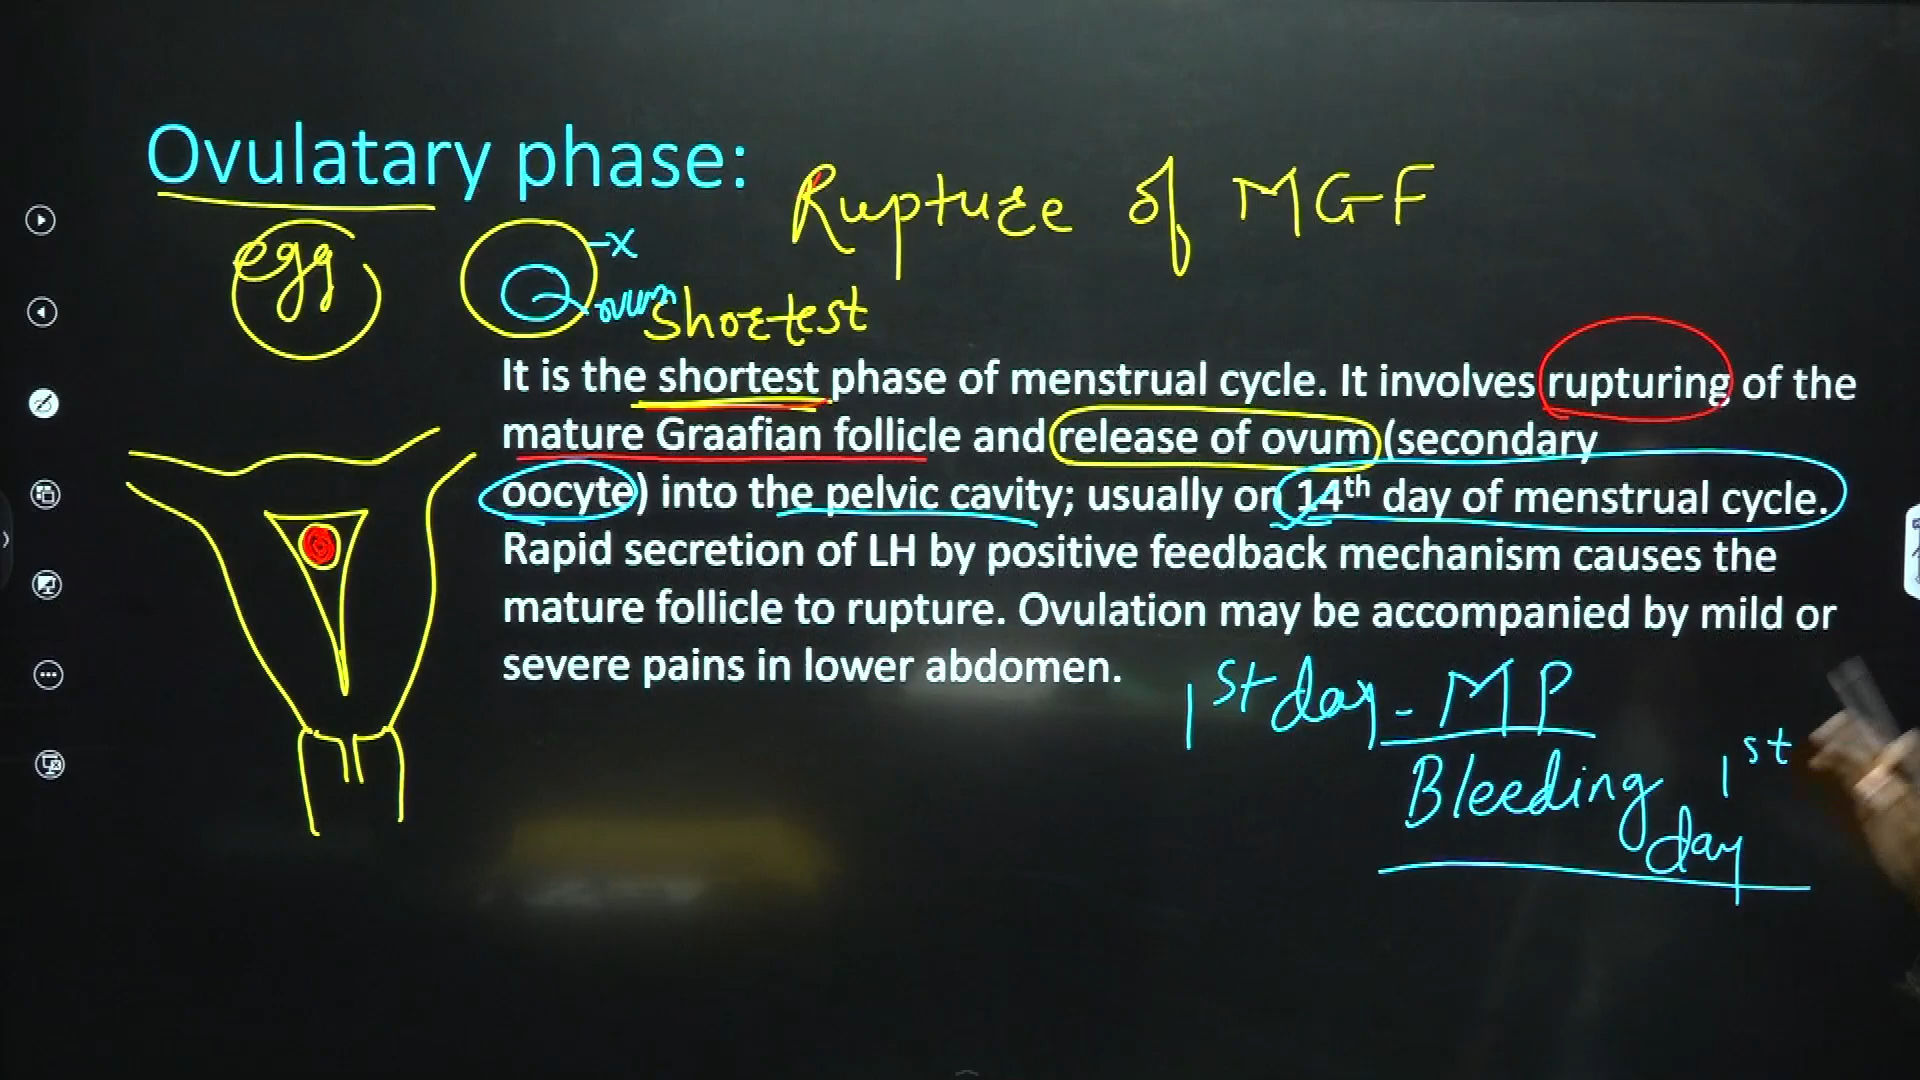 Ovulatary phase:
Rupture of MGF
egg
x
ovum
Shortest
It is the shortest phase of menstrual cycle. It involves rupturing of the
mature Graafian follicle and release of ovum (secondary
oocyte) into the pelvic cavity; usually on 14th day of menstrual cycle.
Rapid secretion of LH by positive feedback mechanism causes the
mature follicle to rupture. Ovulation may be accompanied by mild or
severe pains in lower abdomen.
1st day - MP
Bleeding 1st
day